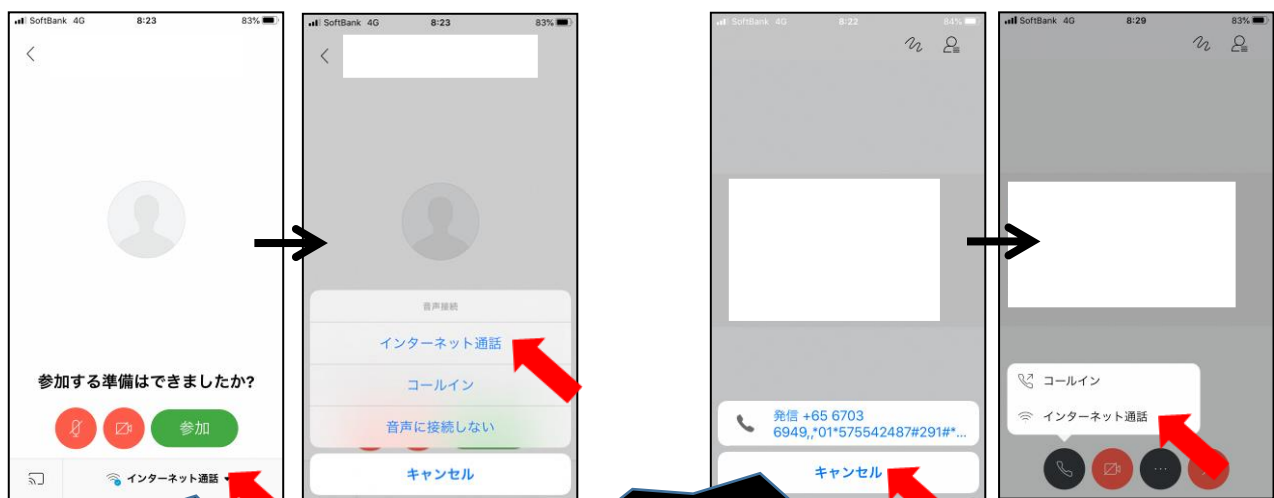 SoftBank 4G 8:23 83%
参加する準備はできましたか?
参加
インターネット通話
SoftBank 4G 8:23 83%
音声接続
インターネット通話
コールイン
音声に接続しない
キャンセル
SoftBank 4G 8:22 84%
発信 +65 6703
6949,,*01*575542487#291#*...
キャンセル
SoftBank 4G 8:29 83%
コールイン
インターネット通話